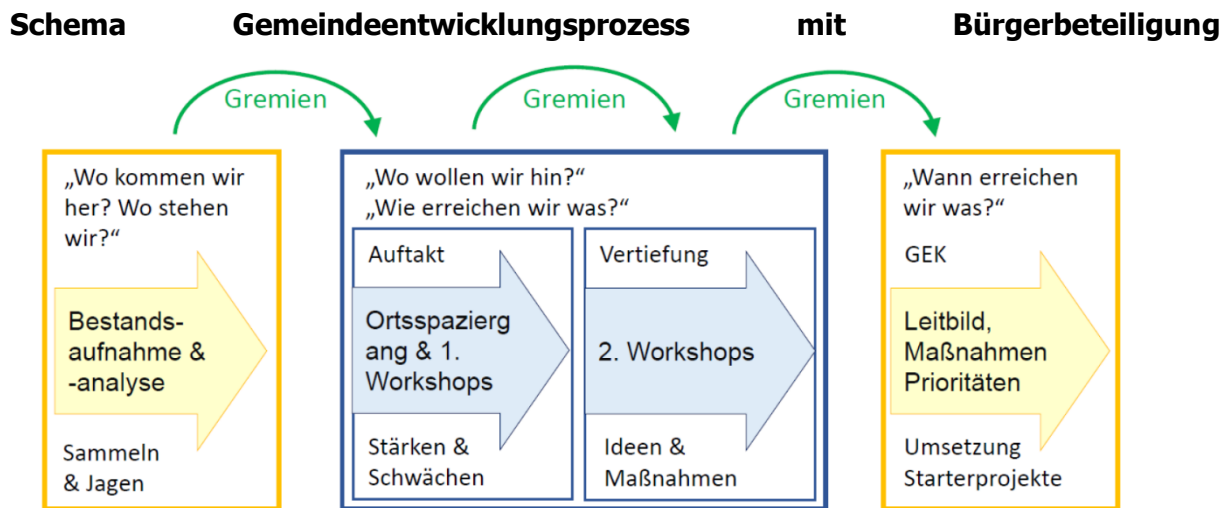 Schema Gemeindeentwicklungsprozess mit Bürgerbeteiligung
Gremien
Gremien
Gremien
„Wo kommen wir
her? Wo stehen
wir?“
Bestands-
aufnahme &
-analyse
Sammeln
& Jagen
„Wo wollen wir hin?“
„Wie erreichen wir was?“
Auftakt
Ortsspazierg
ang & 1.
Workshops
Stärken &
Schwächen
Vertiefung
2. Workshops
Ideen &
Maßnahmen
„Wann erreichen
wir was?“
GEK
Leitbild,
Maßnahmen
Prioritäten
Umsetzung
Starterprojekte